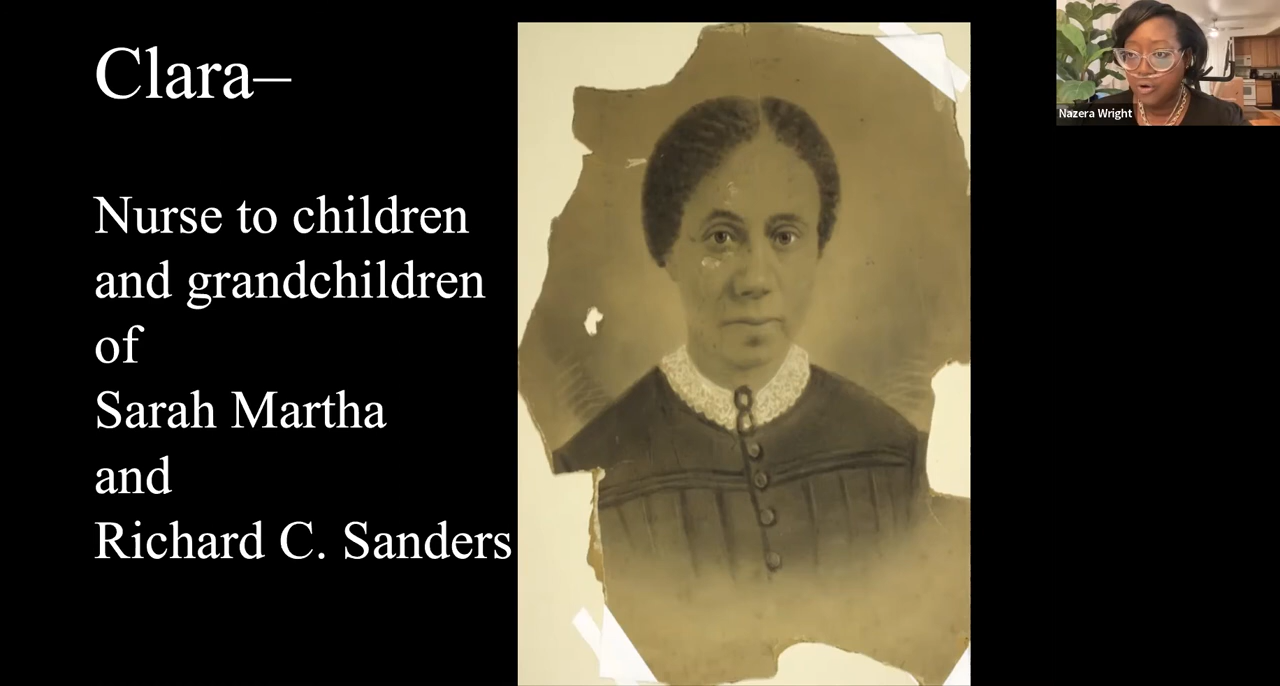 Clara–
Nurse to children
and grandchildren
of
Sarah Martha
and
Richard C. Sanders
Nazera Wright